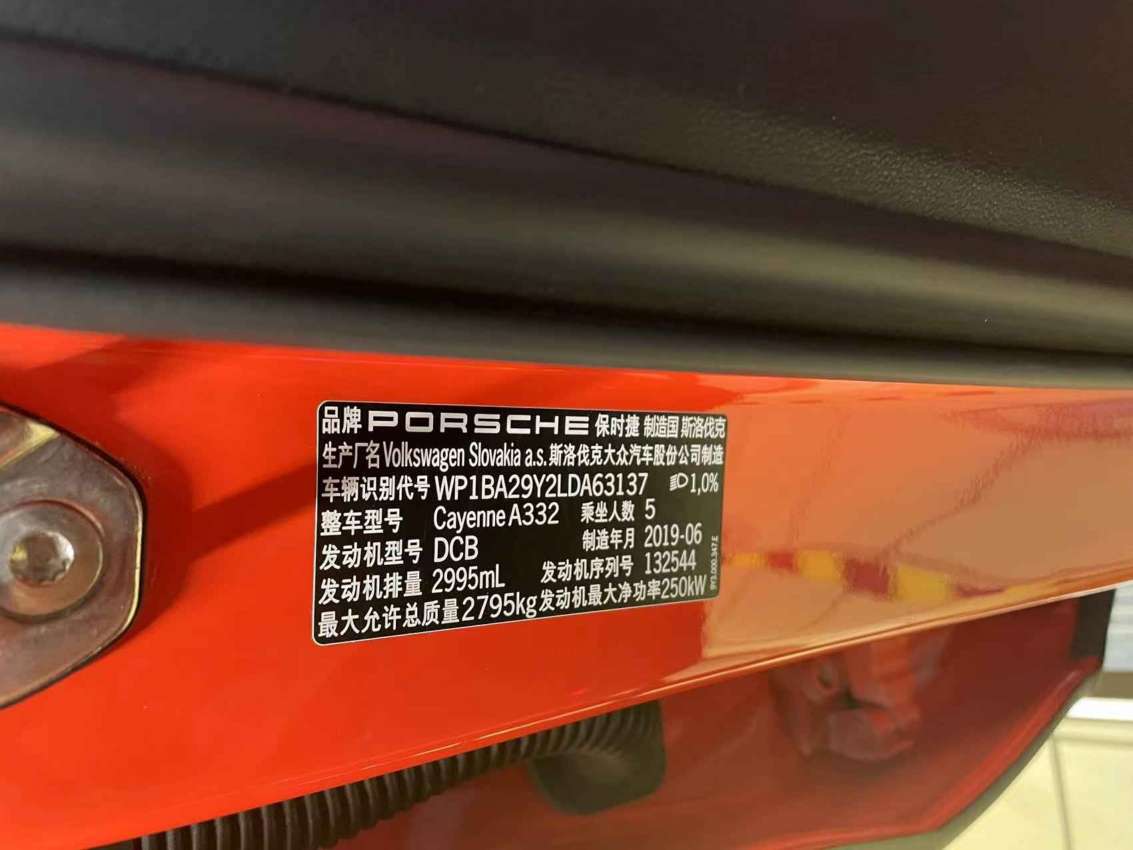 品牌 PORSCHE 保时捷 制造国 斯洛伐克
生产厂名 Volkswagen Slovakia a.s. 斯洛伐克大众汽车股份公司制造
车辆识别代号 WP1BA29Y2LDA63137 1,0%
整车型号 Cayenne A332 乘坐人数 5
发动机型号 DCB 制造年月 2019-06
发动机排量 2995mL 发动机序列号 132544
最大允许总质量 2795kg 发动机最大净功率 250kW